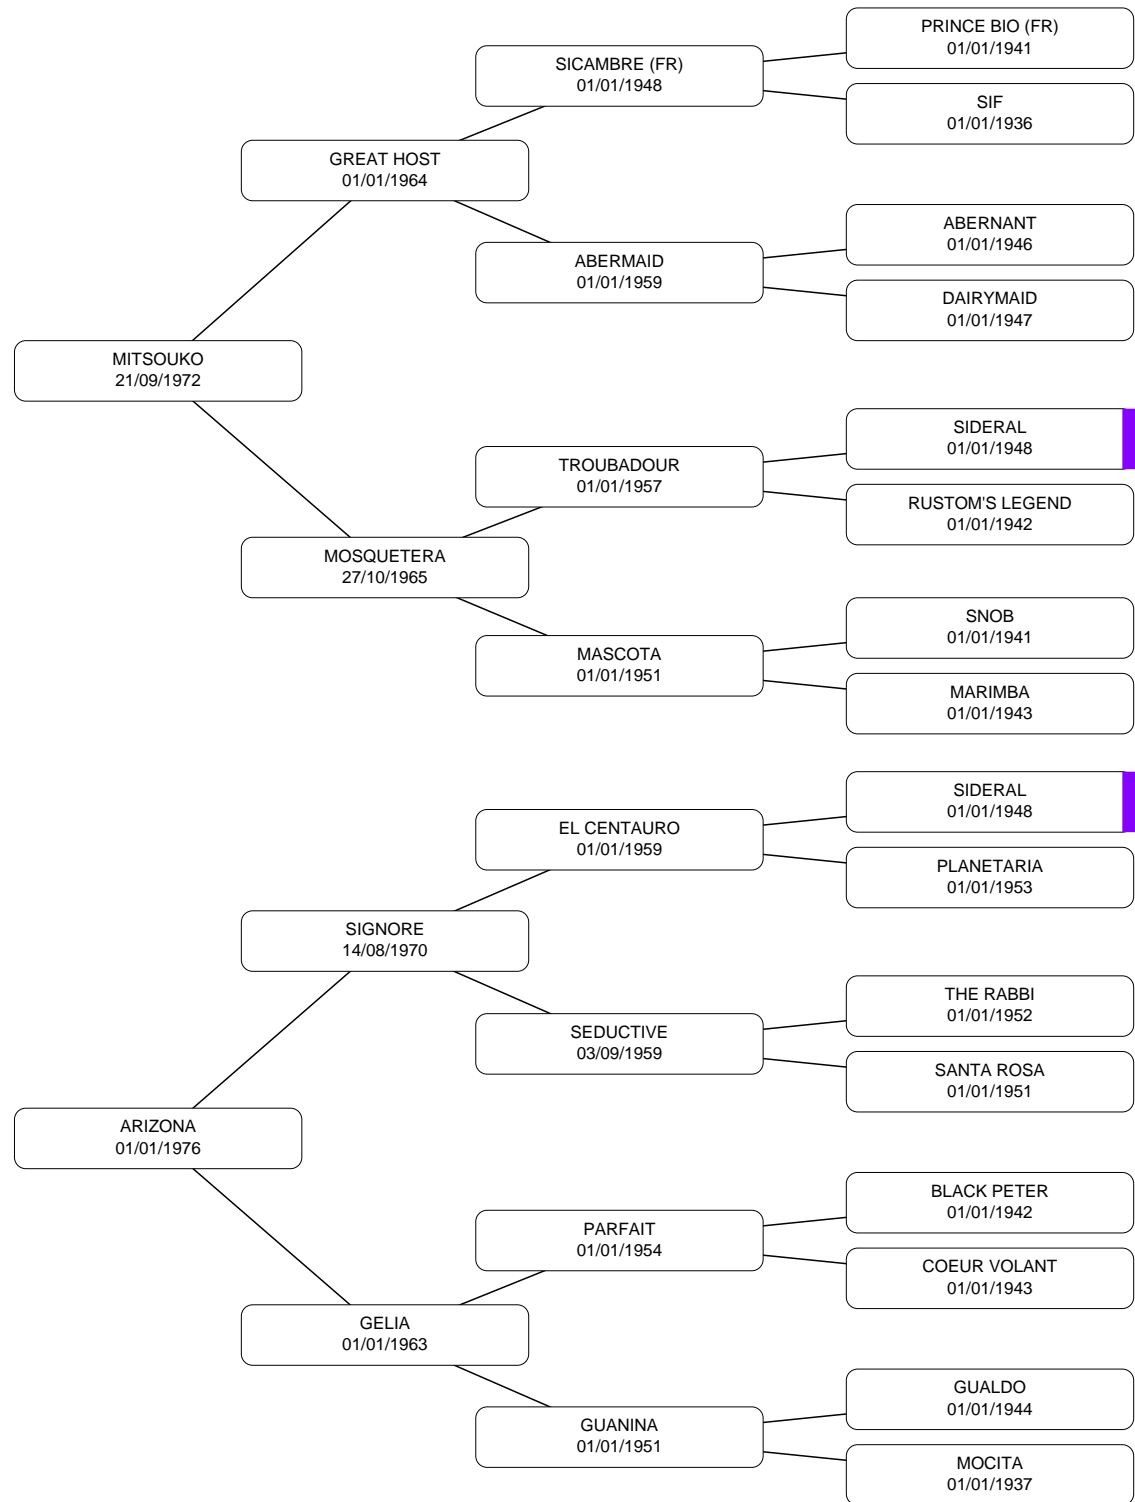 PRINCE BIO (FR)
01/01/1941
SICAMBRE (FR)
01/01/1948
SIF
01/01/1936
GREAT HOST
01/01/1964
ABERNANT
01/01/1946
ABERMAID
01/01/1959
DAIRYMAID
01/01/1947
MITSOUKO
21/09/1972
SIDERAL
01/01/1948
TROUBADOUR
01/01/1957
RUSTOM'S LEGEND
01/01/1942
MOSQUETERA
27/10/1965
SNOB
01/01/1941
MASCOTA
01/01/1951
MARIMBA
01/01/1943
SIDERAL
01/01/1948
EL CENTAURO
01/01/1959
PLANETARIA
01/01/1953
SIGNORE
14/08/1970
THE RABBI
01/01/1952
SEDUCTIVE
03/09/1959
SANTA ROSA
01/01/1951
ARIZONA
01/01/1976
BLACK PETER
01/01/1942
PARFAIT
01/01/1954
COEUR VOLANT
01/01/1943
GELIA
01/01/1963
GUALDO
01/01/1944
GUANINA
01/01/1951
MOCITA
01/01/1937